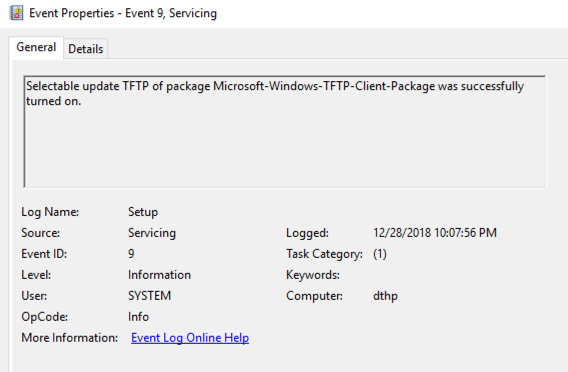 Event Properties - Event 9, Servicing
General Details
Selectable update TFTP of package Microsoft-Windows-TFTP-Client-Package was successfully
turned on.
Log Name: Setup
Source: Servicing Logged: 12/28/2018 10:07:56 PM
Event ID: 9 Task Category: (1)
Level: Information Keywords:
User: SYSTEM Computer: dthp
OpCode: Info
More Information: Event Log Online Help